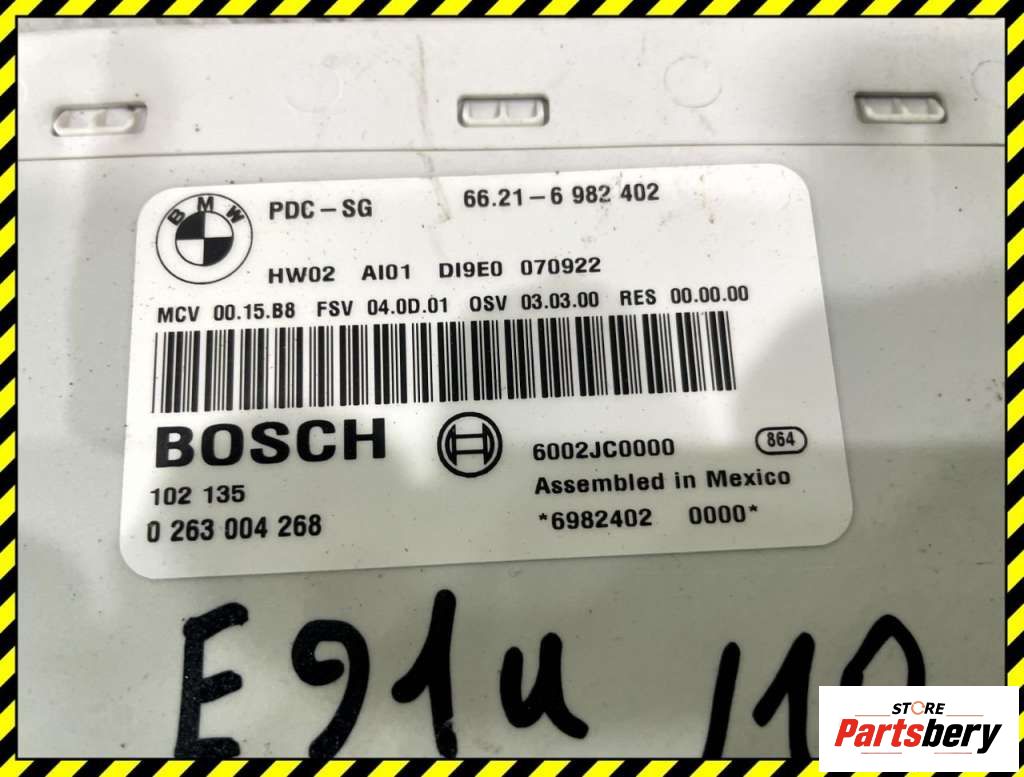 BMW PDC-SG 66.21-6 982 402
HW02 AI01 DI9E0 070922
MCV 00.15.B8 FSV 04.0D.01 OSV 03.03.00 RES 00.00.00
BOSCH 6002JC0000 864
102 135 Assembled in Mexico
0 263 004 268 *6982402 0000*
E91u
STORE
Partsbery